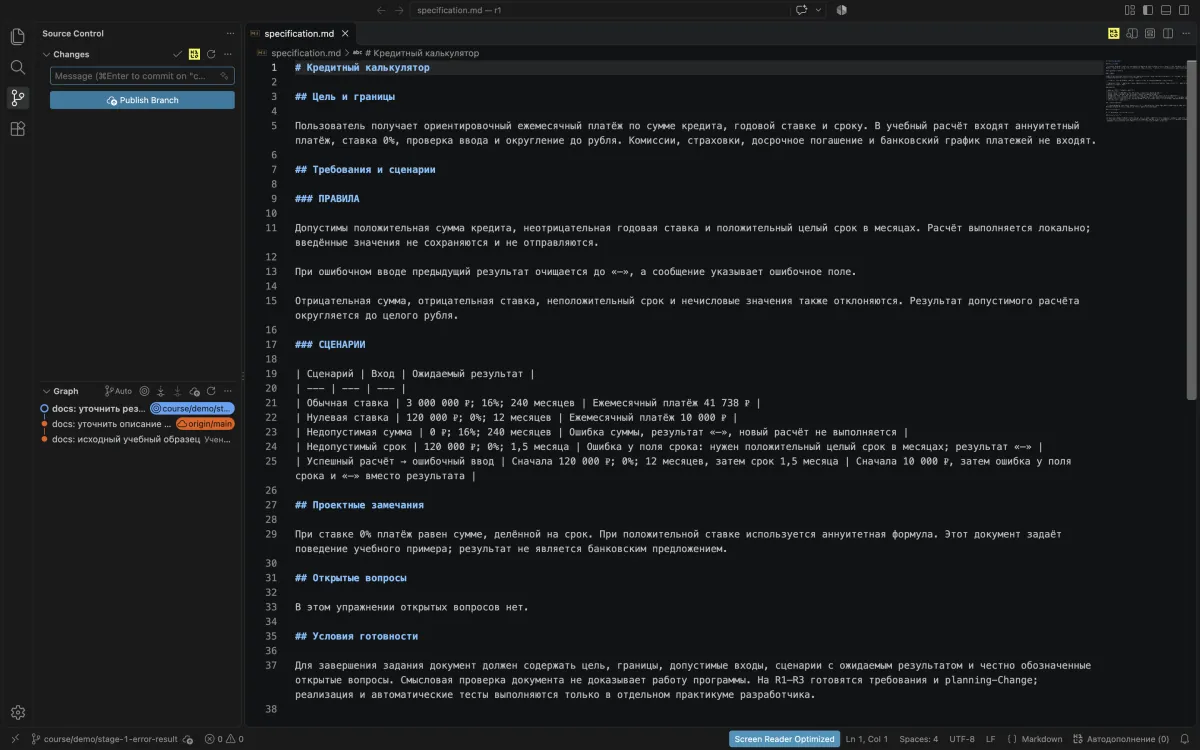 specification.md — r1
Source Control
Changes
Message (⌘Enter to commit on "c...
Publish Branch
Graph
Auto
docs: уточнить рез... course/demo/st...
docs: уточнить описание ... origin/main
docs: исходный учебный образец Учен...
specification.md
specification.md > # Кредитный калькулятор
1 # Кредитный калькулятор
2
3 ## Цель и границы
4
5 Пользователь получает ориентировочный ежемесячный платёж по сумме кредита, годовой ставке и сроку. В учебный расчёт входят аннуитетный
платёж, ставка 0%, проверка ввода и округление до рубля. Комиссии, страховки, досрочное погашение и банковский график платежей не входят.
6
7 ## Требования и сценарии
8
9 ### ПРАВИЛА
10
11 Допустимы положительная сумма кредита, неотрицательная годовая ставка и положительный целый срок в месяцах. Расчёт выполняется локально;
введённые значения не сохраняются и не отправляются.
12
13 При ошибочном вводе предыдущий результат очищается до «—», а сообщение указывает ошибочное поле.
14
15 Отрицательная сумма, отрицательная ставка, неположительный срок и нечисловые значения также отклоняются. Результат допустимого расчёта
округляется до целого рубля.
16
17 ### СЦЕНАРИИ
18
19 | Сценарий | Вход | Ожидаемый результат |
20 | --- | --- | --- |
21 | Обычная ставка | 3 000 000 ₽; 16%; 240 месяцев | Ежемесячный платёж 41 738 ₽ |
22 | Нулевая ставка | 120 000 ₽; 0%; 12 месяцев | Ежемесячный платёж 10 000 ₽ |
23 | Недопустимая сумма | 0 ₽; 16%; 240 месяцев | Ошибка суммы, результат «—», новый расчёт не выполняется |
24 | Недопустимый срок | 120 000 ₽; 0%; 1,5 месяца | Ошибка у поля срока: нужен положительный целый срок в месяцах; результат «—» |
25 | Успешный расчёт → ошибочный ввод | Сначала 120 000 ₽; 0%; 12 месяцев, затем срок 1,5 месяца | Сначала 10 000 ₽, затем ошибка у поля
срока и «—» вместо результата |
26
27 ## Проектные замечания
28
29 При ставке 0% платёж равен сумме, делённой на срок. При положительной ставке используется аннуитетная формула. Этот документ задаёт
поведение учебного примера; результат не является банковским предложением.
30
31 ## Открытые вопросы
32
33 В этом упражнении открытых вопросов нет.
34
35 ## Условия готовности
36
37 Для завершения задания документ должен содержать цель, границы, допустимые входы, сценарии с ожидаемым результатом и честно обозначенные
открытые вопросы. Смысловая проверка документа не доказывает работу программы. На R1–R3 готовятся требования и planning-Change;
реализация и автоматические тесты выполняются только в отдельном практикуме разработчика.
38
course/demo/stage-1-error-result 0 0 Screen Reader Optimized Ln 1, Col 1 Spaces: 4 UTF-8 LF {} Markdown Автодополнение (0)